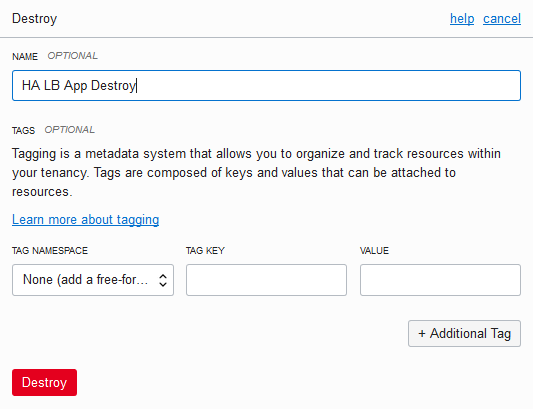 Destroy help cancel
NAME OPTIONAL
HA LB App Destroy
TAGS OPTIONAL
Tagging is a metadata system that allows you to organize and track resources within
your tenancy. Tags are composed of keys and values that can be attached to
resources.
Learn more about tagging
TAG NAMESPACE TAG KEY VALUE
None (add a free-for...
+ Additional Tag
Destroy